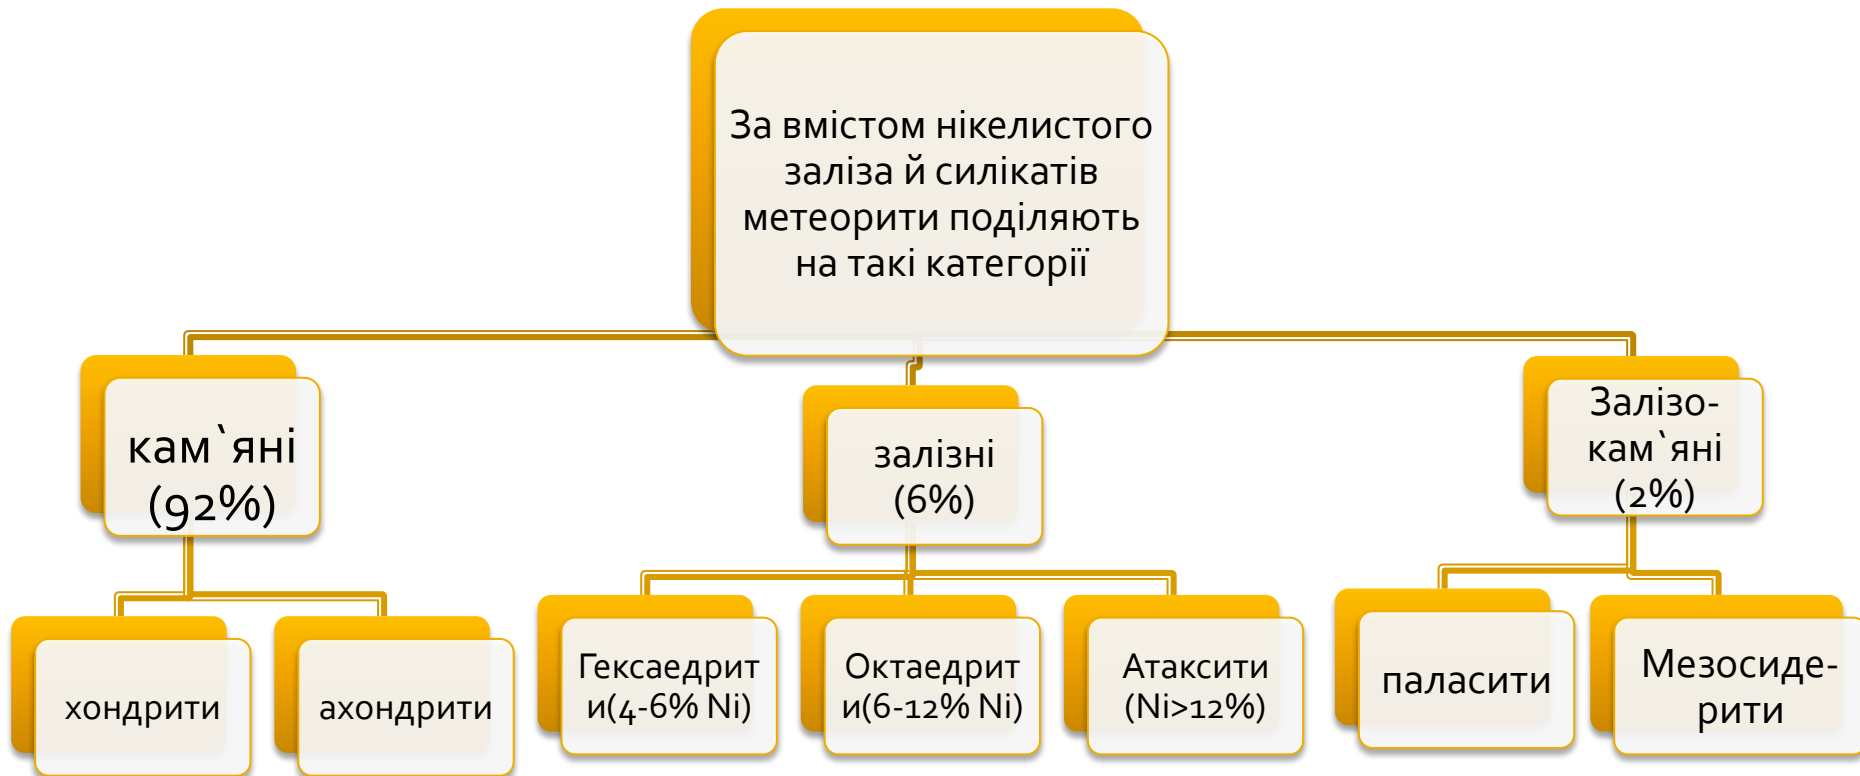 За вмістом нікелистого
заліза й силікатів
метеорити поділяють
на такі категорії
кам`яні
(92%)
залізні
(6%)
Залізо-
кам`яні
(2%)
хондрити
ахондрити
Гексаедрит
и(4-6% Ni)
Октаедрит
и(6-12% Ni)
Атаксити
(Ni>12%)
паласити
Мезосиде-
рити